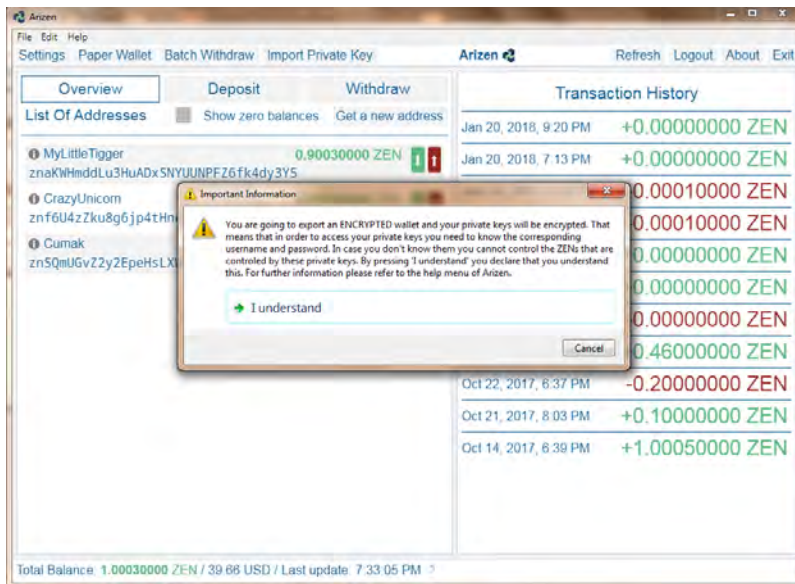 Arizen
File Edit Help
Settings Paper Wallet Batch Withdraw Import Private Key Arizen Refresh Logout About Exit
Overview Deposit Withdraw
List Of Addresses Show zero balances Get a new address
MyLittleTigger 0.90030000 ZEN
znaKWHmddLu3HuADxSNYUUNPFZ6fk4dy3Y5
CrazyUnicorn
znf6U4zZku8g6jp4tHn
Cumak
znSQmUGvZ2y2EpeHsLX
Important Information
You are going to export an ENCRYPTED wallet and your private keys will be encrypted. That
means that in order to access your private keys you need to know the corresponding
username and password. In case you don't know them you cannot control the ZENs that are
controled by these private keys. By pressing 'I understand' you declare that you understand
this. For further information please refer to the help menu of Arizen.
I understand
Cancel
Transaction History
Jan 20, 2018, 9:20 PM +0.00000000 ZEN
Jan 20, 2018, 7:13 PM +0.00000000 ZEN
0.00010000 ZEN
0.00010000 ZEN
0.00000000 ZEN
0.00000000 ZEN
0.00000000 ZEN
0.46000000 ZEN
Oct 22, 2017, 6:37 PM -0.20000000 ZEN
Oct 21, 2017, 8:03 PM +0.10000000 ZEN
Oct 14, 2017, 6:39 PM +1.00050000 ZEN
Total Balance: 1.00030000 ZEN / 39.66 USD / Last update: 7:33:05 PM